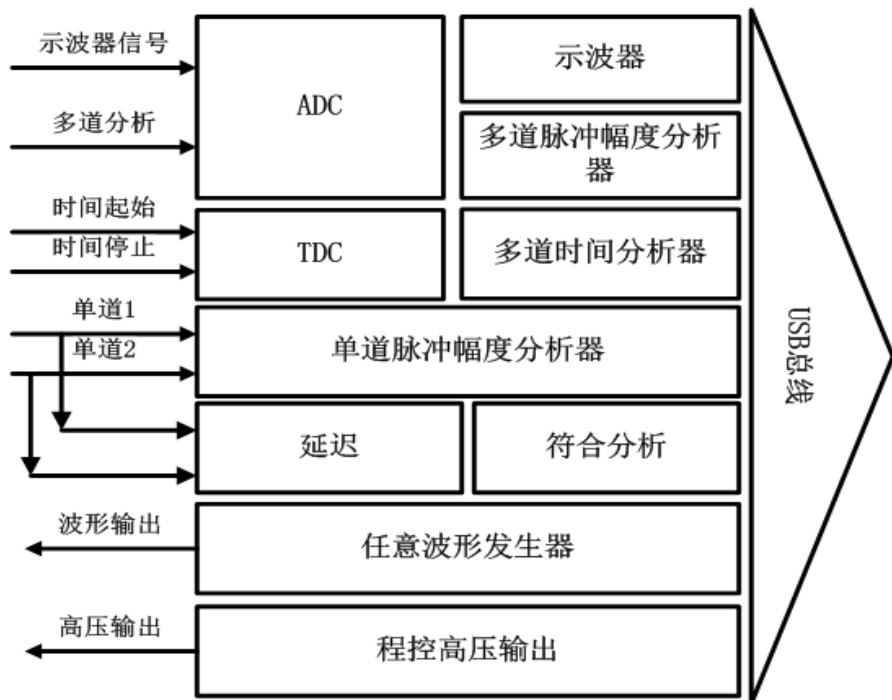 示波器信号
ADC
示波器
多道分析
多道脉冲幅度分析
器
时间起始
时间停止
TDC
多道时间分析器
单道1
单道2
单道脉冲幅度分析器
延迟
符合分析
波形输出
任意波形发生器
高压输出
程控高压输出
USB总线